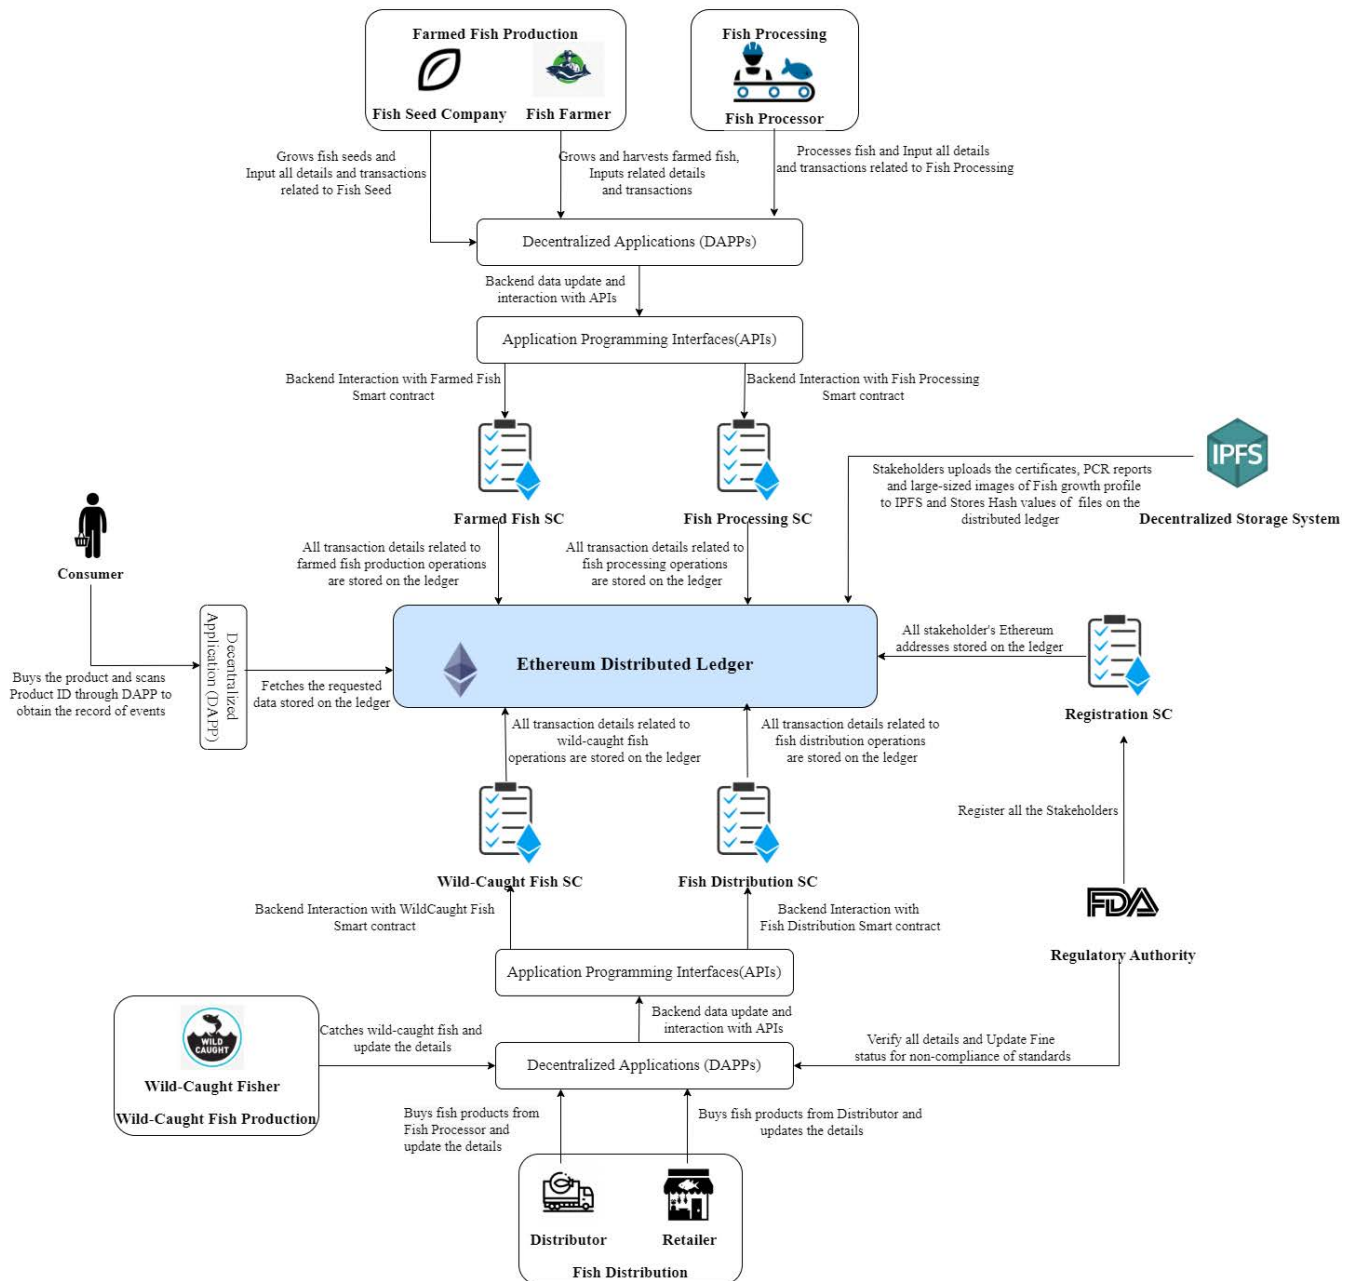 Farmed Fish Production
Fish Seed Company
Fish Farmer
Fish Processing
Fish Processor
Grows fish seeds and
Input all details and transactions
related to Fish Seed
Grows and harvests farmed fish,
Inputs related details
and transactions
Processes fish and Input all details
and transactions related to Fish Processing
Decentralized Applications (DAPPs)
Backend data update and
interaction with APIs
Application Programming Interfaces(APIs)
Backend Interaction with Farmed Fish
Smart contract
Backend Interaction with Fish Processing
Smart contract
Farmed Fish SC
Fish Processing SC
IPFS
Stakeholders uploads the certificates, PCR reports
and large-sized images of Fish growth profile
to IPFS and Stores Hash values of files on the
distributed ledger
Decentralized Storage System
All transaction details related to
farmed fish production operations
are stored on the ledger
All transaction details related to
fish processing operations
are stored on the ledger
Consumer
Buys the product and scans
Product ID through DAPP to
obtain the record of events
Decentralized
Application (DAPP)
Fetches the requested
data stored on the ledger
Ethereum Distributed Ledger
All stakeholder's Ethereum
addresses stored on the ledger
Registration SC
All transaction details related to
wild-caught fish
operations are stored on the ledger
All transaction details related to
fish distribution operations
are stored on the ledger
Wild-Caught Fish SC
Fish Distribution SC
Register all the Stakeholders
FDA
Regulatory Authority
Backend Interaction with WildCaught Fish
Smart contract
Backend Interaction with
Fish Distribution Smart contract
Application Programming Interfaces(APIs)
Backend data update and
interaction with APIs
WILD
CAUGHT
Wild-Caught Fisher
Wild-Caught Fish Production
Catches wild-caught fish and
update the details
Decentralized Applications (DAPPs)
Verify all details and Update Fine
status for non-compliance of standards
Buys fish products from
Fish Processor and
update the details
Buys fish products from Distributor and
updates the details
Distributor
Retailer
Fish Distribution